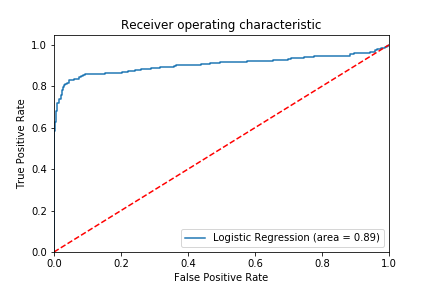 Receiver operating characteristic
True Positive Rate
1.0
0.8
0.6
0.4
0.2
0.0
Logistic Regression (area = 0.89)
0.0 0.2 0.4 0.6 0.8 1.0
False Positive Rate